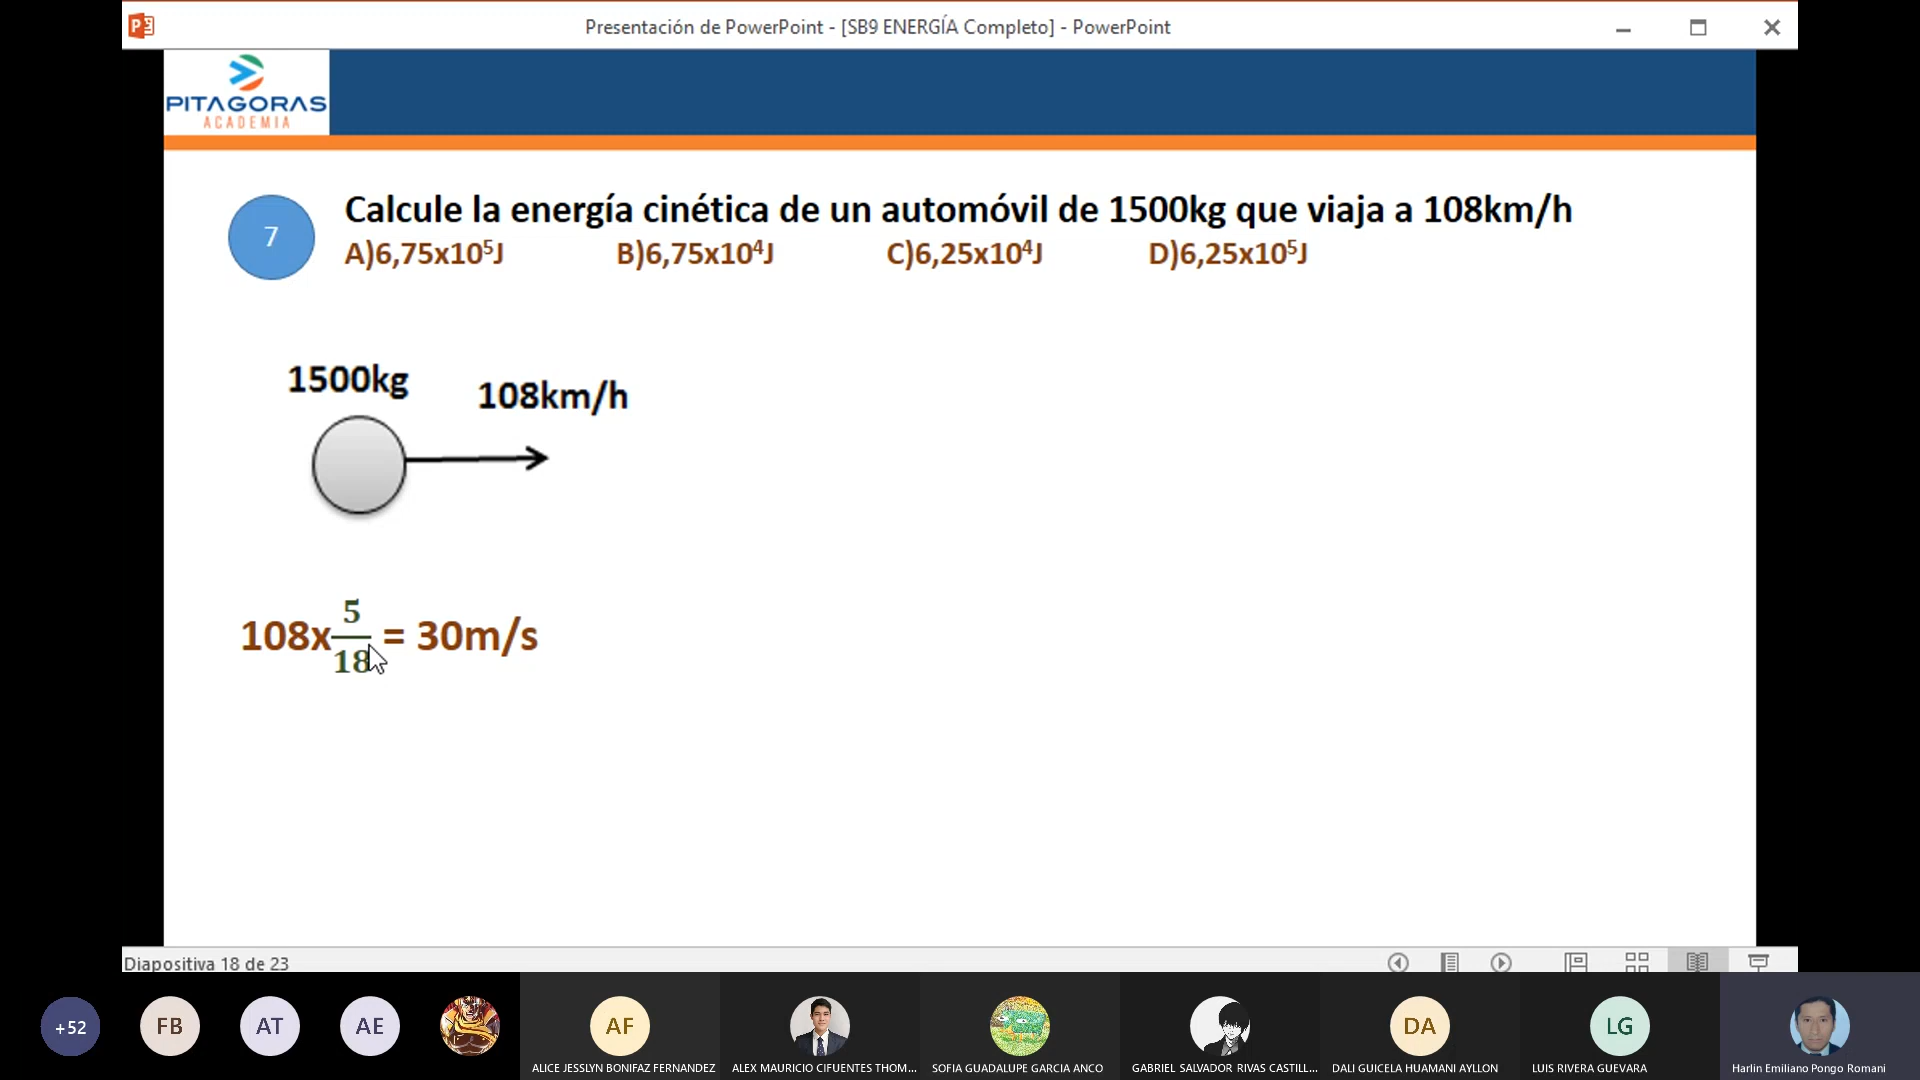 Presentación de PowerPoint - [SB9 ENERGÍA Completo] - PowerPoint
PITAGORAS
ACADEMIA
7
Calcule la energía cinética de un automóvil de 1500kg que viaja a 108km/h
A)6,75x10⁵J B)6,75x10⁴J C)6,25x10⁴J D)6,25x10⁵J
1500kg
108km/h
108x5/18 = 30m/s
Diapositiva 18 de 23
+52 FB AT AE AF DA LG
ALICE JESSLYN BONIFAZ FERNANDEZ ALEX MAURICIO CIFUENTES THOM... SOFIA GUADALUPE GARCIA ANCO GABRIEL SALVADOR RIVAS CASTILL... DALI GUICELA HUAMANI AYLLON LUIS RIVERA GUEVARA Harlin Emiliano Pongo Romani